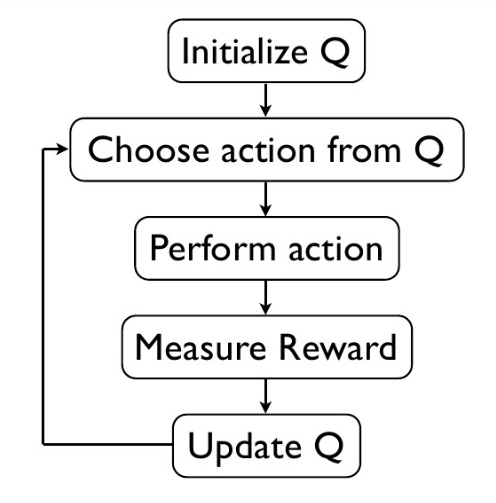 Initialize Q
Choose action from Q
Perform action
Measure Reward
Update Q